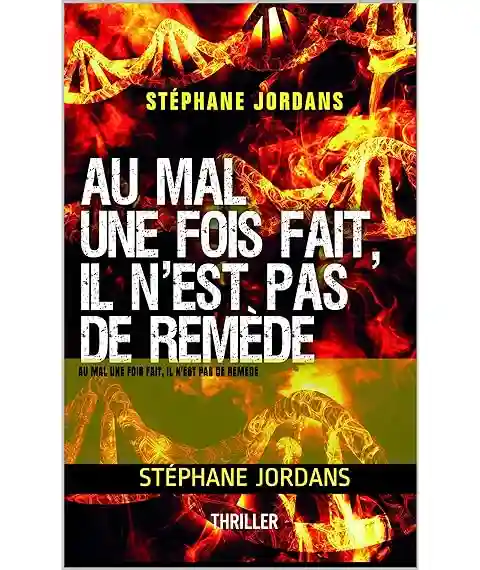 STÉPHANE JORDANS
AU MAL
UNE FOIS FAIT,
IL N'EST PAS
DE REMÈDE
AU MAL UNE FOIS FAIT, IL N'EST PAS DE REMEDE
STÉPHANE JORDANS
THRILLER